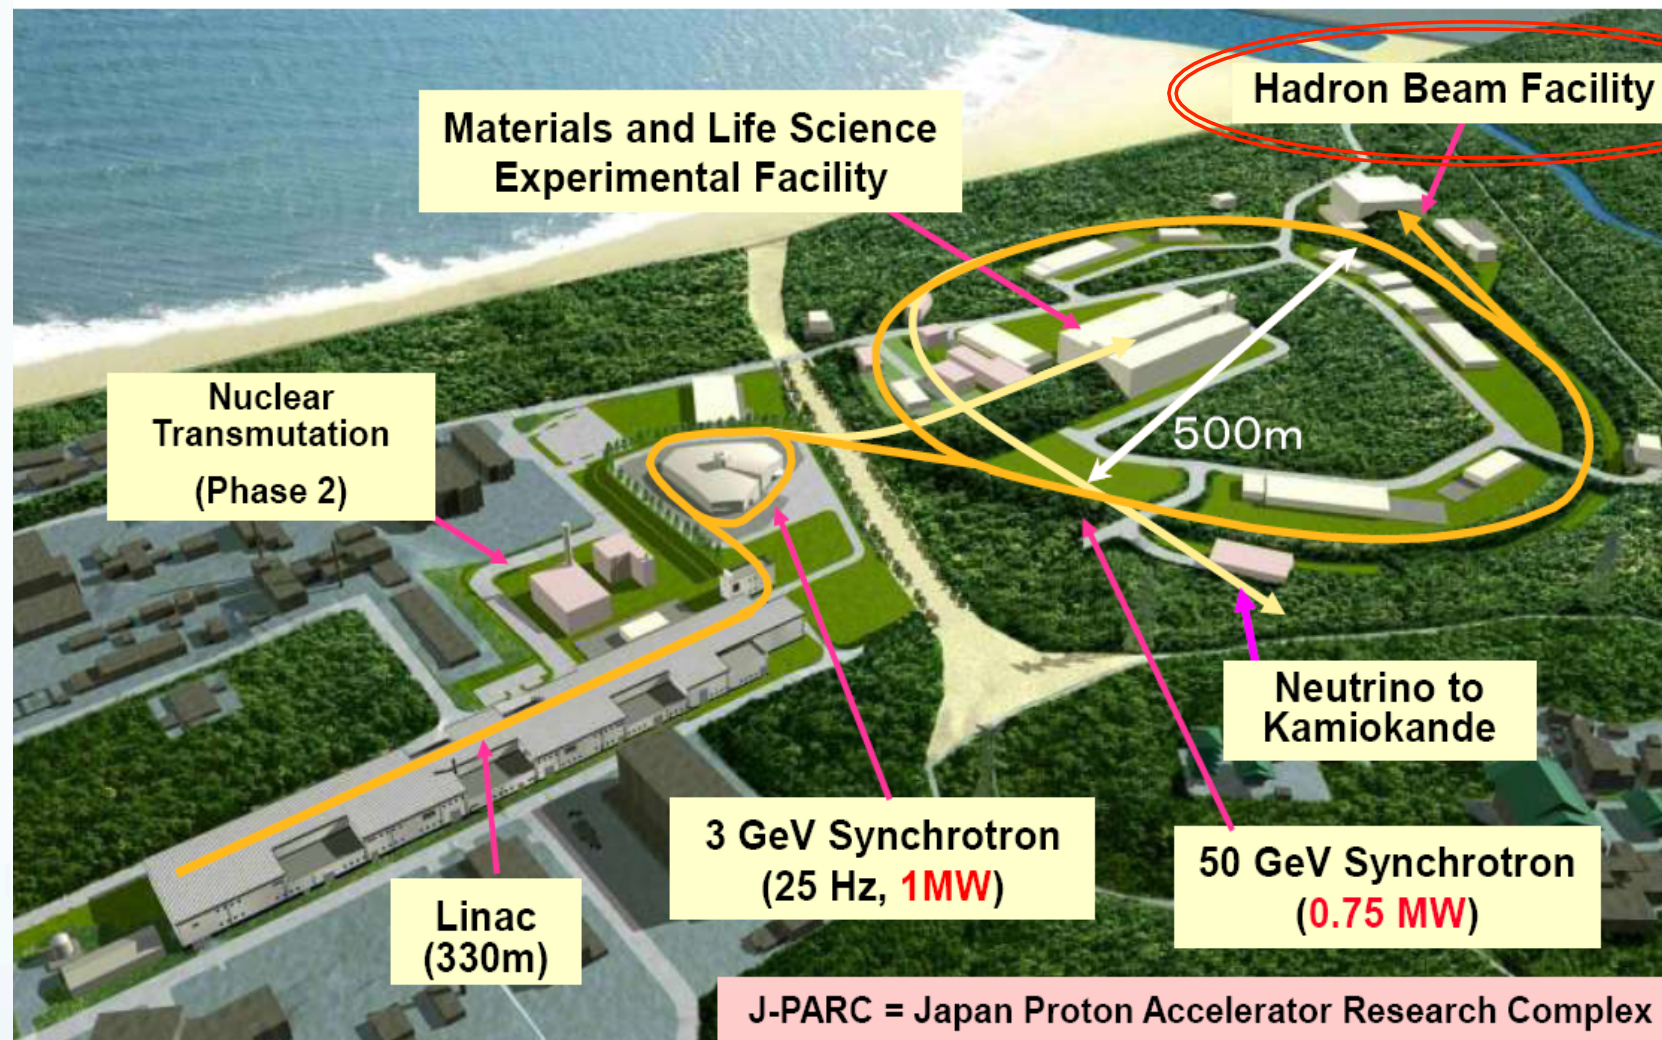 Hadron Beam Facility
Materials and Life Science
Experimental Facility
500m
Nuclear
Transmutation
(Phase 2)
Neutrino to
Kamiokande
3 GeV Synchrotron
(25 Hz, 1MW)
50 GeV Synchrotron
(0.75 MW)
Linac
(330m)
J-PARC = Japan Proton Accelerator Research Complex